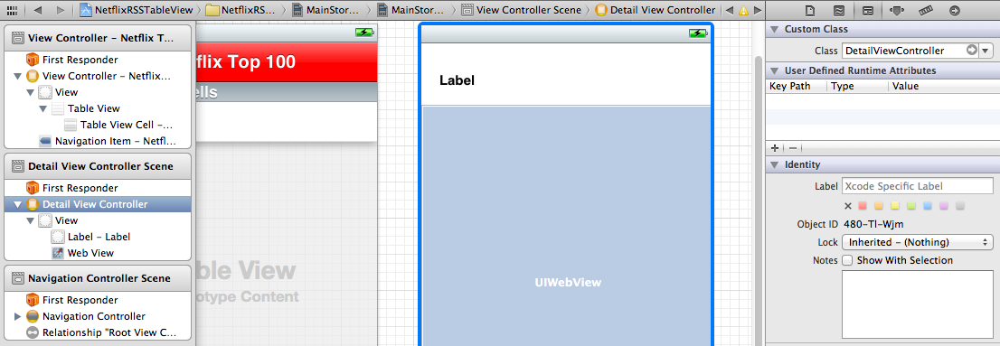 NetflixRSSTableView
NetflixRS...
MainStor...
MainStor...
View Controller Scene
Detail View Controller
View Controller – Netflix T...
First Responder
View Controller – Netflix...
View
Table View
Table View Cell –...
Navigation Item – Netfl...
Detail View Controller Scene
First Responder
Detail View Controller
View
Label – Label
Web View
Navigation Controller Scene
First Responder
Navigation Controller
Relationship "Root View C...
flix Top 100
ells
ble View
otype Content
Label
UIWebView
Custom Class
Class DetailViewController
User Defined Runtime Attributes
Key Path Type Value
Identity
Label Xcode Specific Label
Object ID 480-Tl-Wjm
Lock Inherited – (Nothing)
Notes Show With Selection